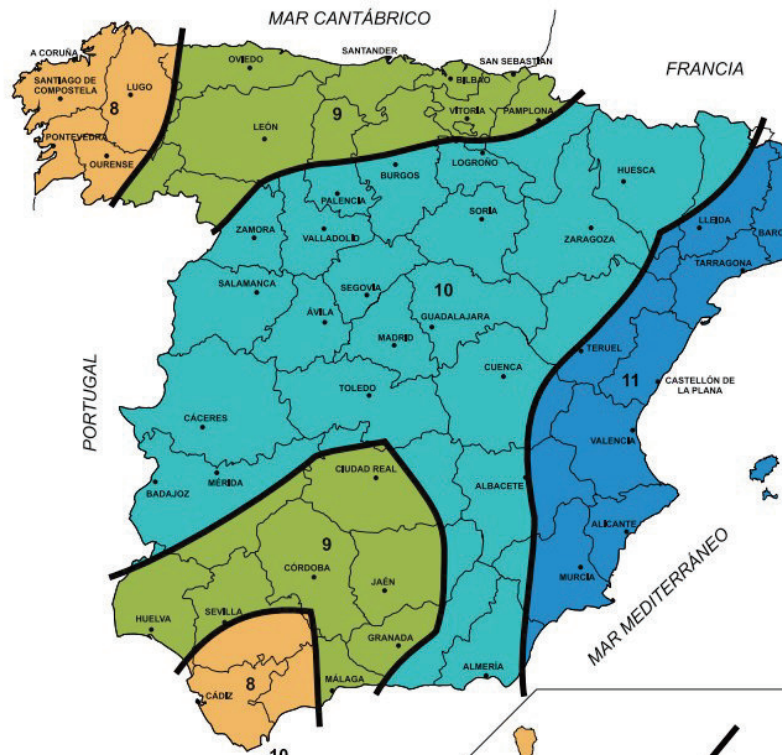 MAR CANTÁBRICO
A CORUÑA
SANTANDER
SAN SEBASTIÁN
OVIEDO
FRANCIA
BILBAO
SANTIAGO DE
COMPOSTELA
LUGO
8
9
VITORIA
PAMPLONA
PONTEVEDRA
LEÓN
OURENSE
LOGROÑO
BURGOS
HUESCA
PALENCIA
SORIA
LLEIDA
ZAMORA
VALLADOLID
ZARAGOZA
BARC
TARRAGONA
SALAMANCA
SEGOVIA
10
ÁVILA
GUADALAJARA
MADRID
TERUEL
CUENCA
11
CASTELLÓN DE
LA PLANA
TOLEDO
PORTUGAL
CÁCERES
VALENCIA
CIUDAD REAL
MÉRIDA
BADAJOZ
ALBACETE
ALICANTE
9
CÓRDOBA
MURCIA
JAÉN
MAR MEDITERRÁNEO
SEVILLA
HUELVA
GRANADA
ALMERÍA
8
MÁLAGA
CÁDIZ
10